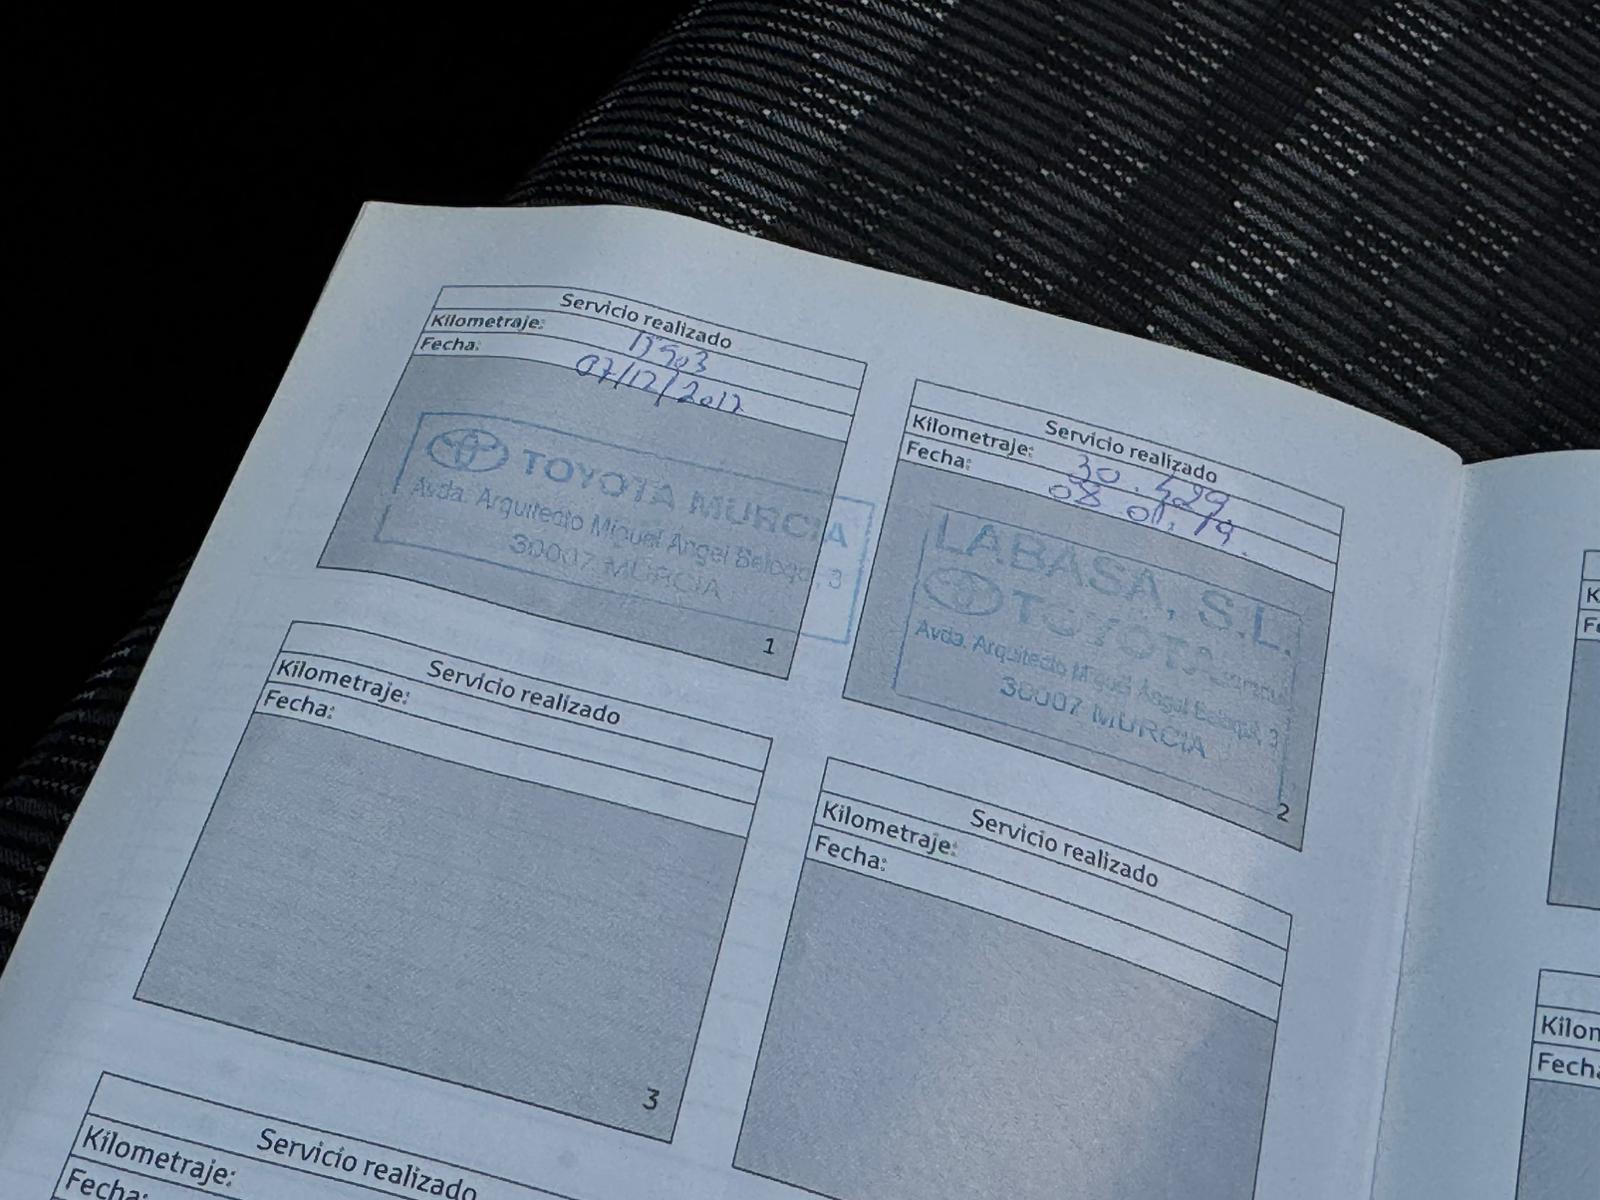 Servicio realizado
Kilometraje:
Fecha: 07/12/2017
TOYOTA MURCIA
Avda. Arquitecto Miguel Angel Beloqui, 3
30007 MURCIA
1
Servicio realizado
Kilometraje: 30.429
Fecha: 08.01.19.
LABASA, S.L.
TOYOTA
Avda. Arquitecto Miguel Angel Beloqui, 3
30007 MURCIA
2
Servicio realizado
Kilometraje:
Fecha:
3
Servicio realizado
Kilometraje:
Fecha:
Servicio realizado
Kilometraje:
Fecha:
K
Fe
Kilom
Fecha